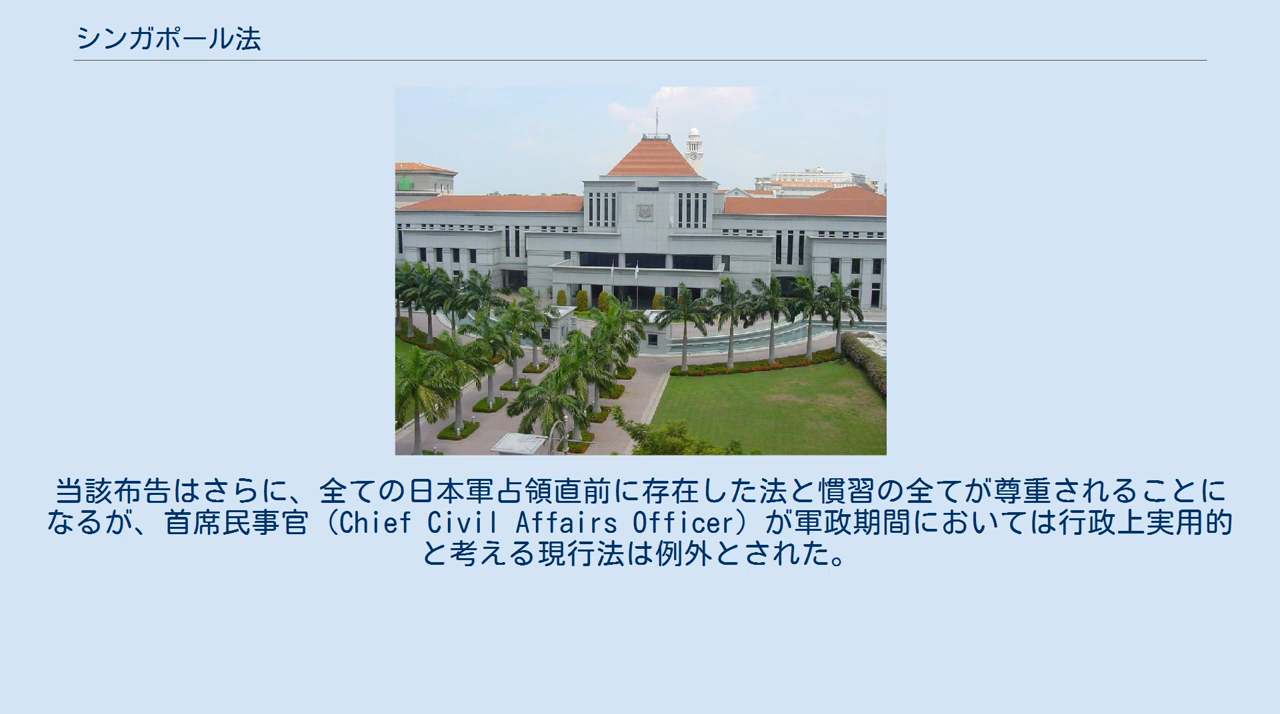 シンガポール法
当該布告はさらに、全ての日本軍占領直前に存在した法と慣習の全てが尊重されることに
なるが、首席民事官（Chief Civil Affairs Officer）が軍政期間においては行政上実用的
と考える現行法は例外とされた。